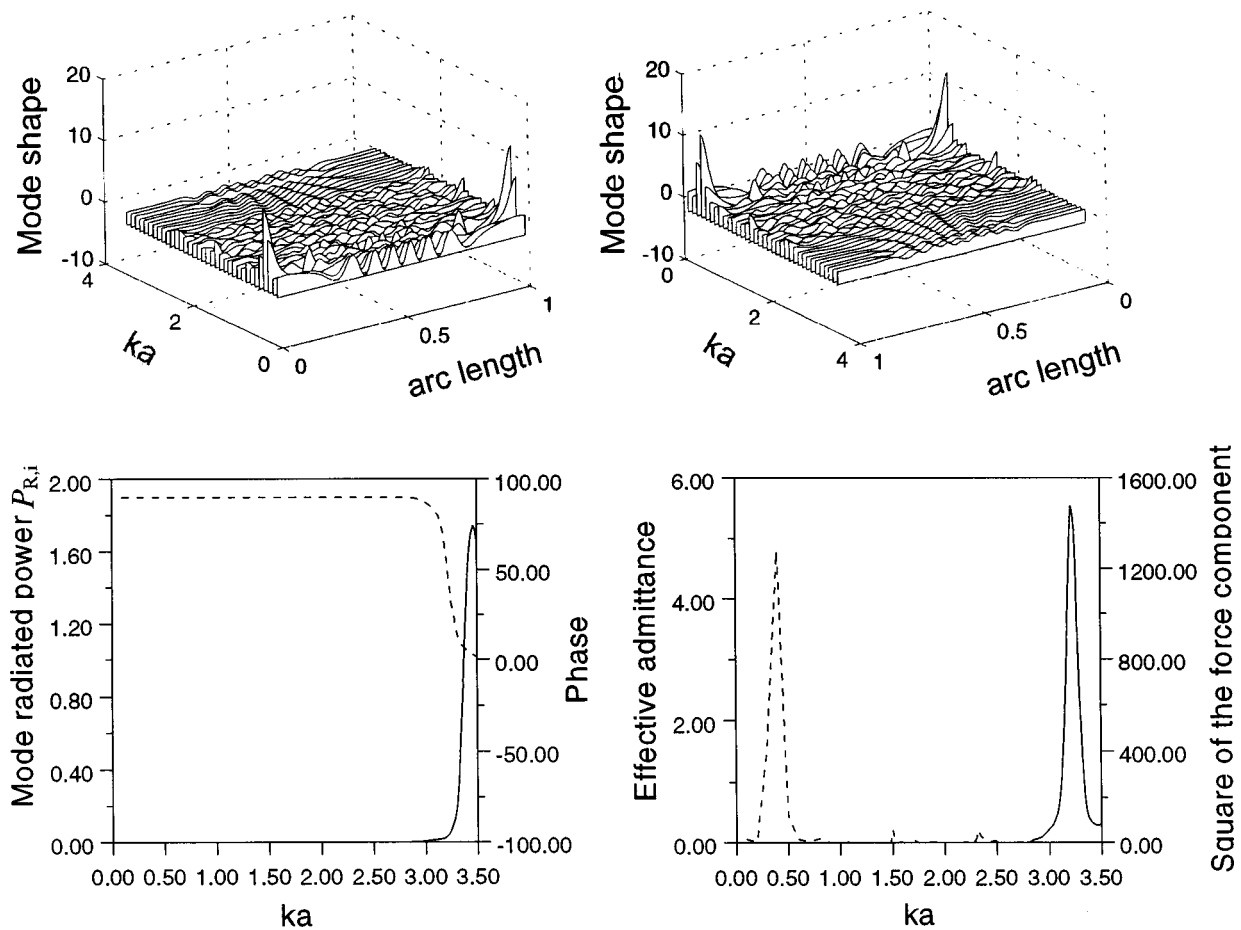 Mode shape
20
10
0
-10
4
2
0
ka
0
0.5
1
arc length
Mode shape
20
10
0
-10
0
2
4
ka
1
0.5
0
arc length
Mode radiated power P_R,i
2.00
1.60
1.20
0.80
0.40
0.00
100.00
50.00
0.00
-50.00
-100.00
Phase
0.00 0.50 1.00 1.50 2.00 2.50 3.00 3.50
ka
Effective admittance
6.00
4.00
2.00
0.00
1600.00
1200.00
800.00
400.00
0.00
Square of the force component
0.00 0.50 1.00 1.50 2.00 2.50 3.00 3.50
ka